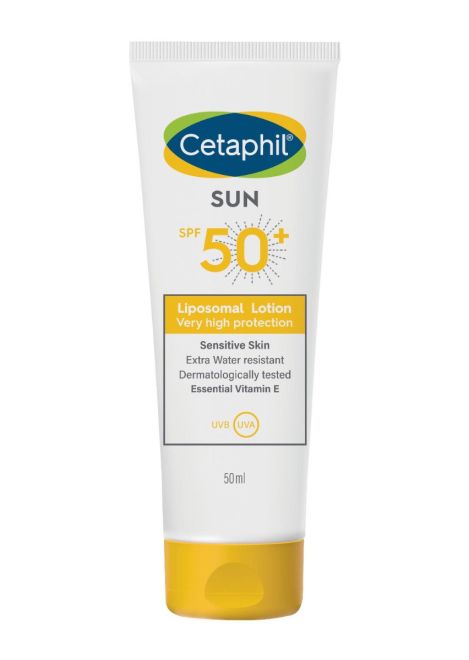 Cetaphil®
SUN
SPF 50+
Liposomal Lotion
Very high protection
Sensitive Skin
Extra Water resistant
Dermatologically tested
Essential Vitamin E
UVB UVA
50ml